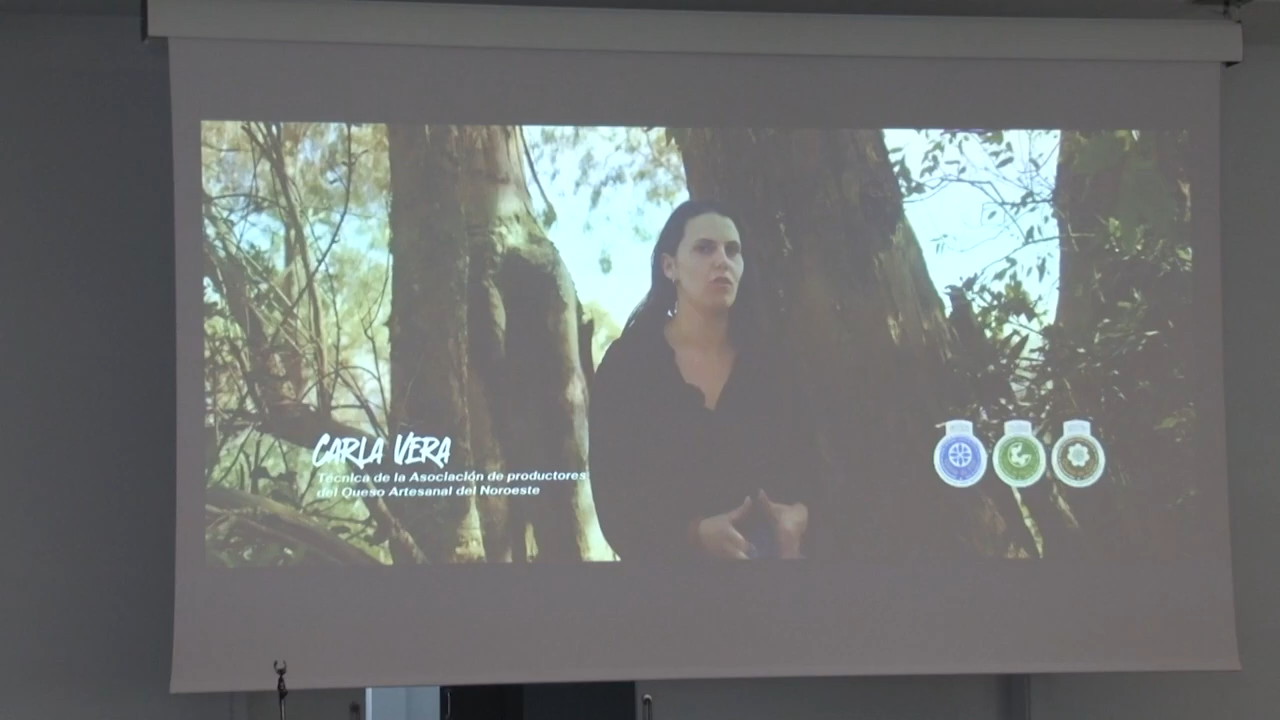 CARLA VERA
Técnica de la Asociación de productores
del Queso Artesanal del Noroeste